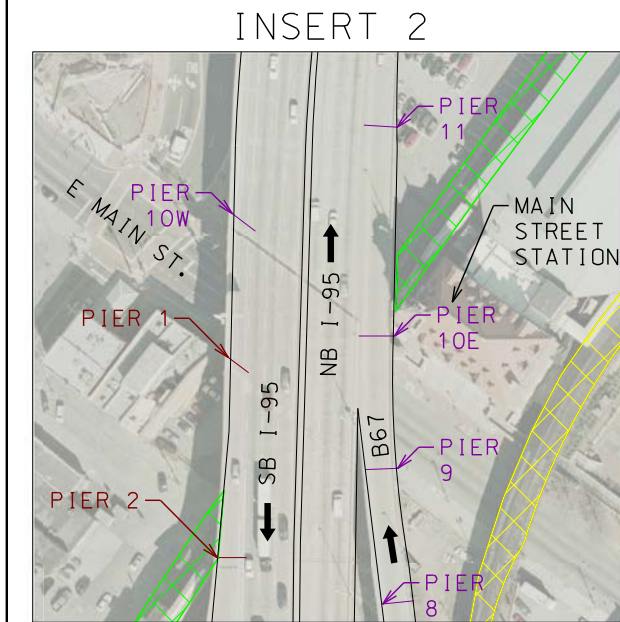 INSERT 2
PIER
11
E MAIN ST.
PIER
10W
MAIN
STREET
STATION
NB I-95
PIER 1
PIER
10E
SB I-95
B67
PIER
9
PIER 2
PIER
8